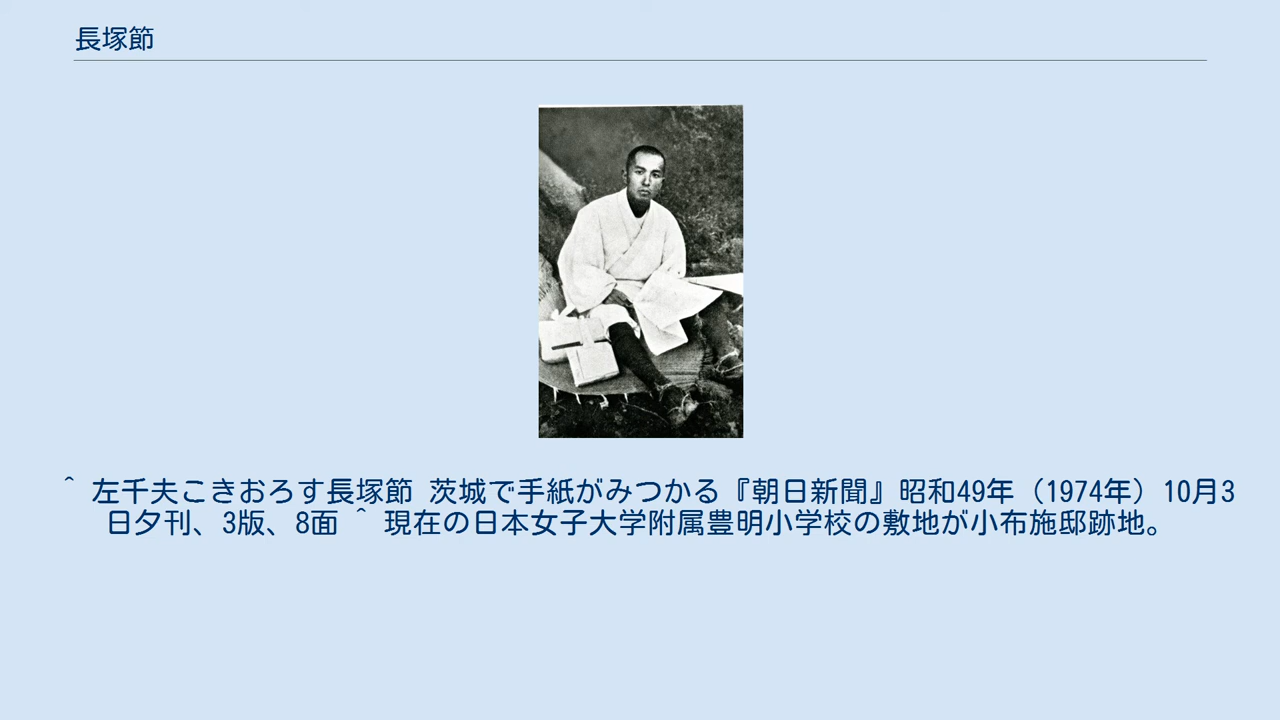 長塚節
^ 左千夫こきおろす長塚節 茨城で手紙がみつかる『朝日新聞』昭和49年（1974年）10月3
日夕刊、3版、8面 ^ 現在の日本女子大学附属豊明小学校の敷地が小布施邸跡地。